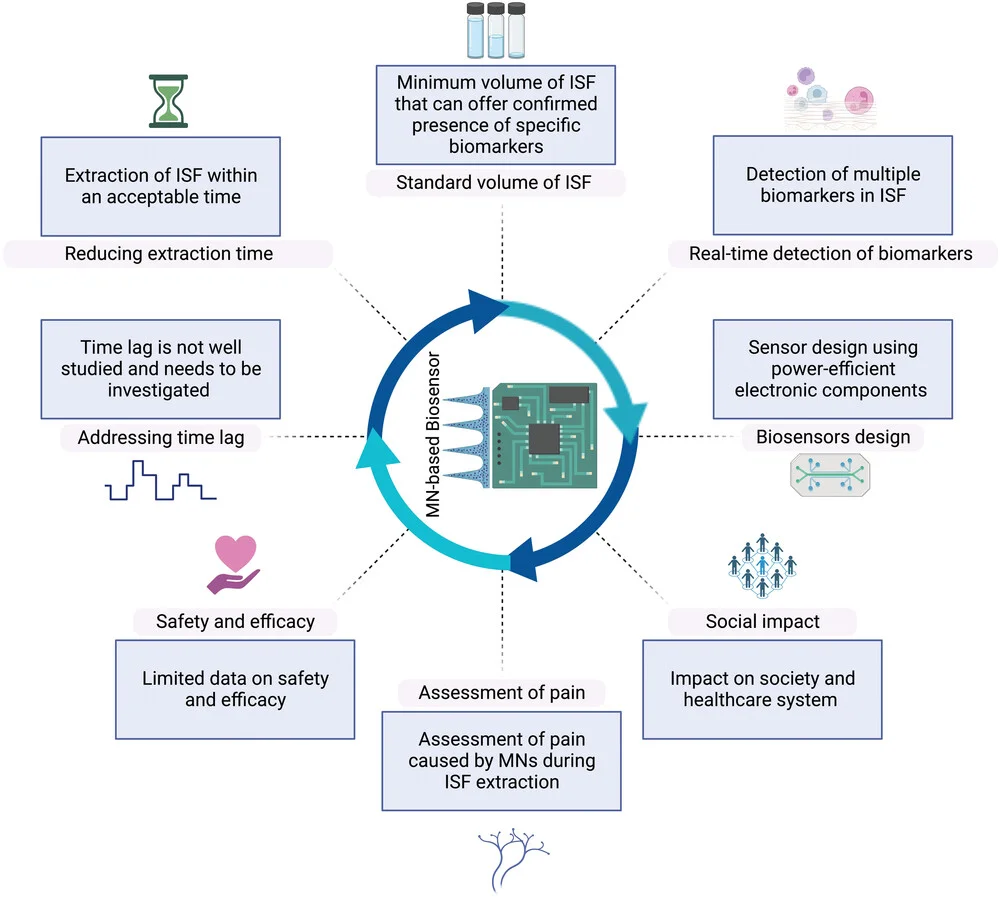 Minimum volume of ISF
that can offer confirmed
presence of specific
biomarkers
Standard volume of ISF
Extraction of ISF within
an acceptable time
Reducing extraction time
Detection of multiple
biomarkers in ISF
Real-time detection of biomarkers
Time lag is not well
studied and needs to be
investigated
Addressing time lag
MN-based Biosensor
Sensor design using
power-efficient
electronic components
Biosensors design
Safety and efficacy
Limited data on safety
and efficacy
Social impact
Impact on society and
healthcare system
Assessment of pain
Assessment of pain
caused by MNs during
ISF extraction